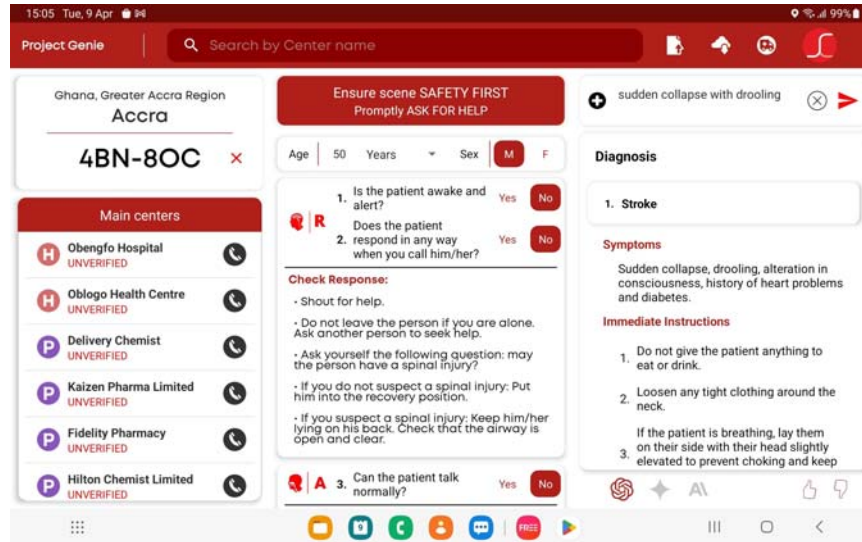 15:05 Tue, 9 Apr
99%
Project Genie
Search by Center name
Ghana, Greater Accra Region
Accra
4BN-8OC
Main centers
Obengfo Hospital
UNVERIFIED
Oblogo Health Centre
UNVERIFIED
Delivery Chemist
UNVERIFIED
Kaizen Pharma Limited
UNVERIFIED
Fidelity Pharmacy
UNVERIFIED
Hilton Chemist Limited
UNVERIFIED
Ensure scene SAFETY FIRST
Promptly ASK FOR HELP
Age 50 Years Sex M F
R
1. Is the patient awake and
alert?
Yes No
Does the patient
2. respond in any way
when you call him/her?
Yes No
Check Response:
• Shout for help.
• Do not leave the person if you are alone.
Ask another person to seek help.
• Ask yourself the following question: may
the person have a spinal injury?
• If you do not suspect a spinal injury: Put
him into the recovery position.
• If you suspect a spinal injury: Keep him/her
lying on his back. Check that the airway is
open and clear.
A
3. Can the patient talk
normally?
Yes No
sudden collapse with drooling
Diagnosis
1. Stroke
Symptoms
Sudden collapse, drooling, alteration in
consciousness, history of heart problems
and diabetes.
Immediate Instructions
1. Do not give the patient anything to
eat or drink.
2. Loosen any tight clothing around the
neck.
If the patient is breathing, lay them
3. on their side with their head slightly
elevated to prevent choking and keep
FREE